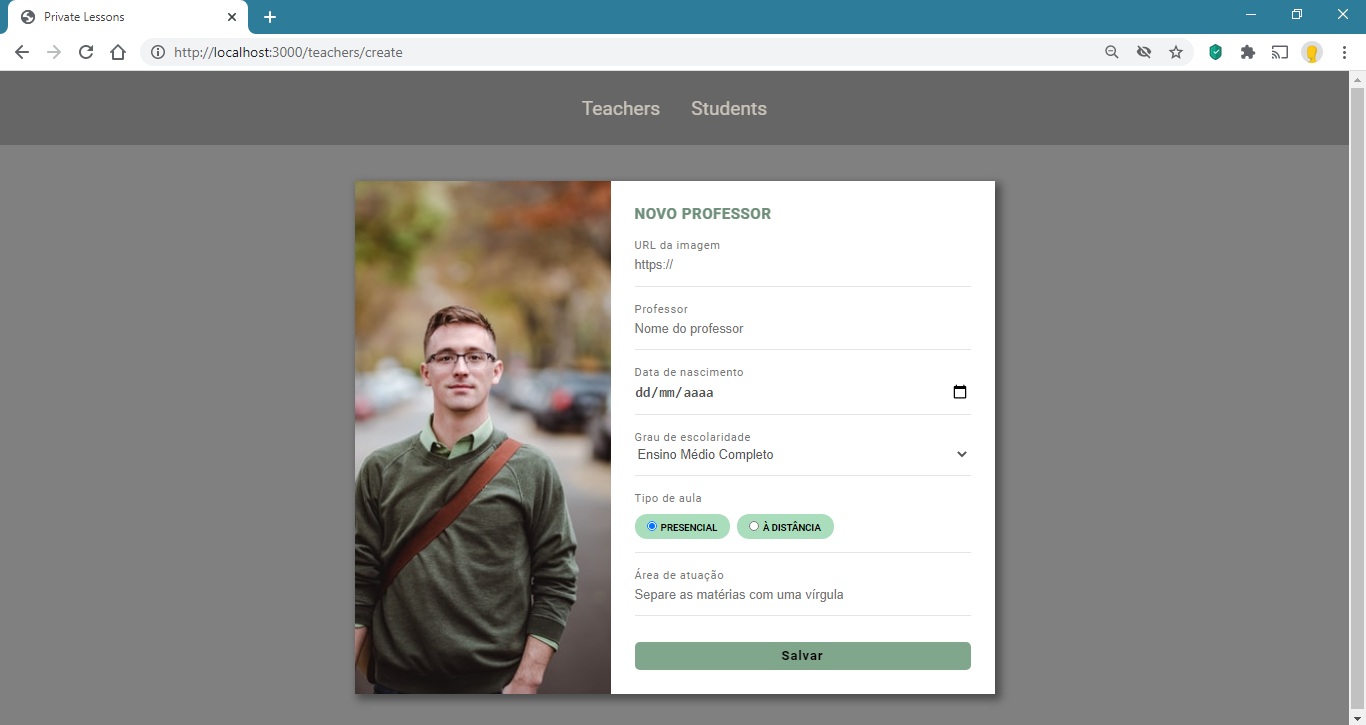 Private Lessons
http://localhost:3000/teachers/create
Teachers Students
NOVO PROFESSOR
URL da imagem
https://
Professor
Nome do professor
Data de nascimento
dd/mm/aaaa
Grau de escolaridade
Ensino Médio Completo
Tipo de aula
PRESENCIAL À DISTÂNCIA
Área de atuação
Separe as matérias com uma vírgula
Salvar